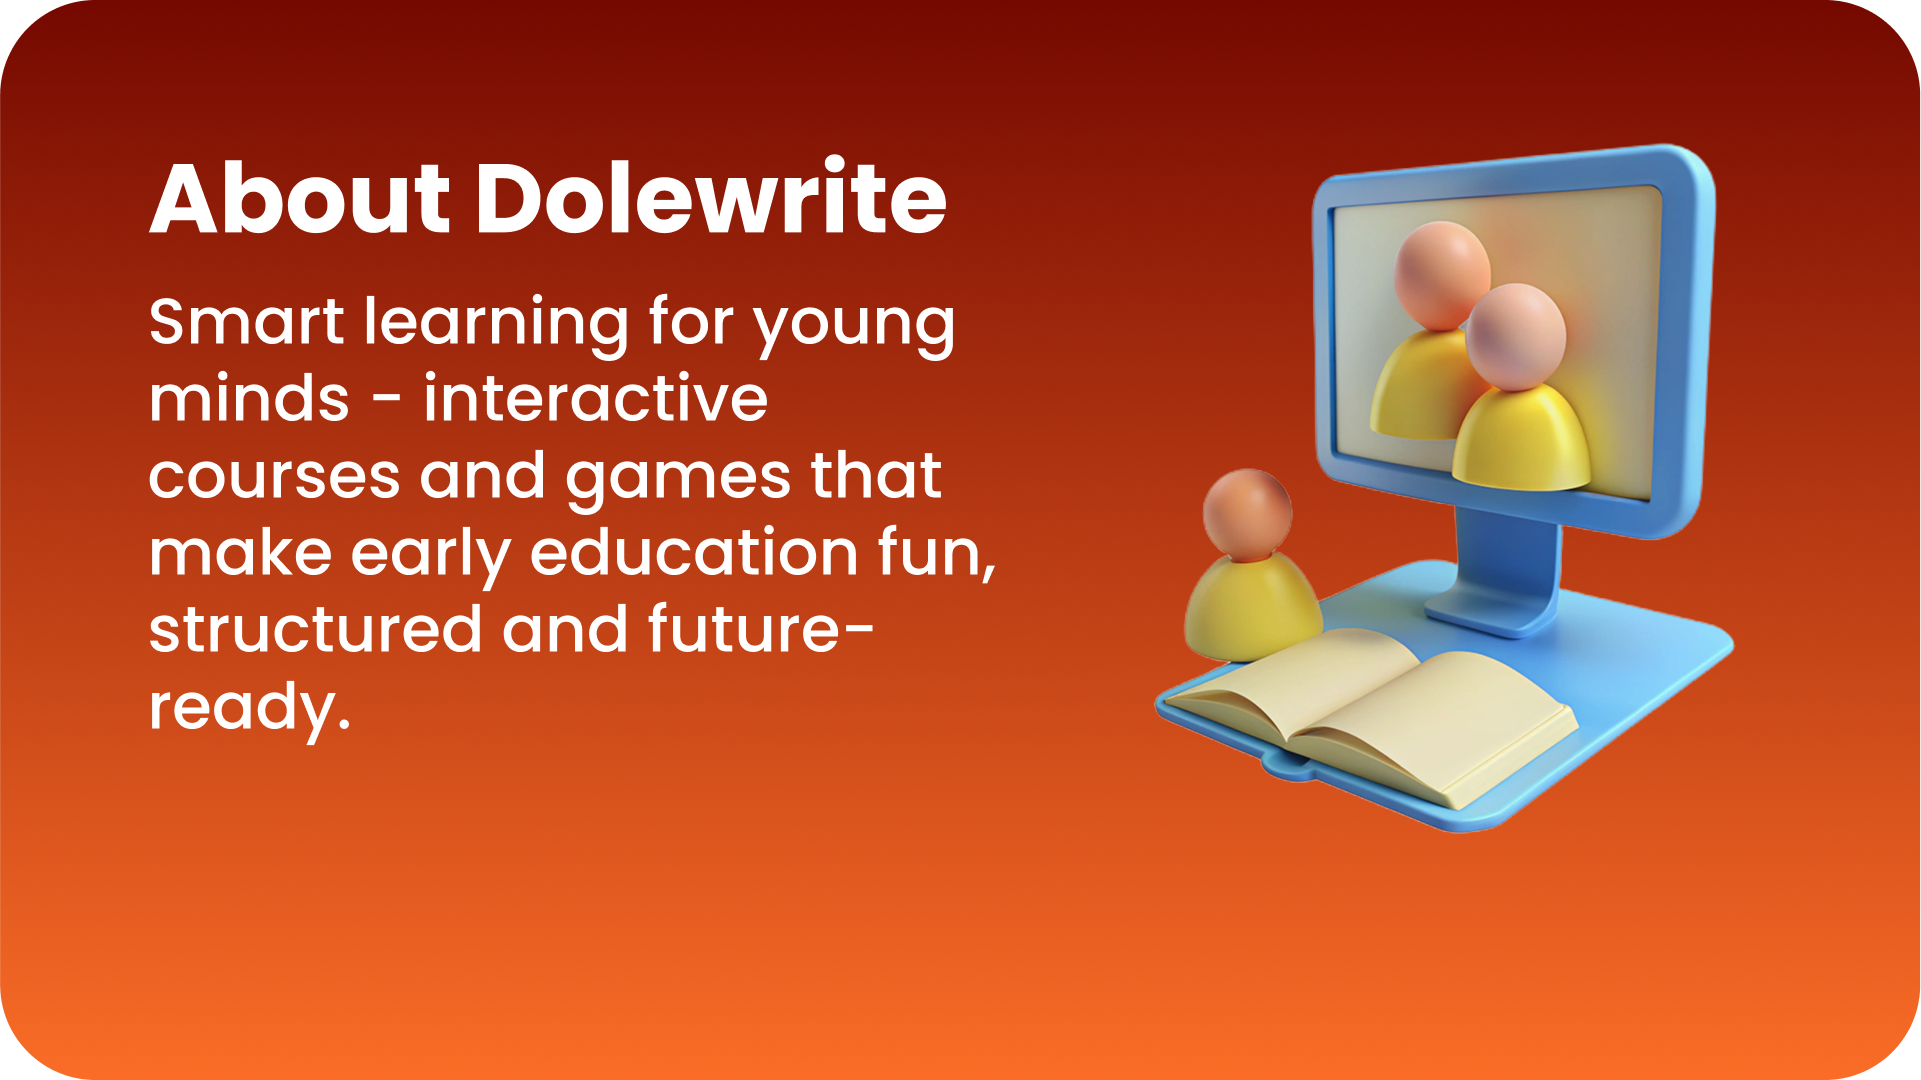 About Dolewrite
Smart learning for young
minds - interactive
courses and games that
make early education fun,
structured and future-
ready.